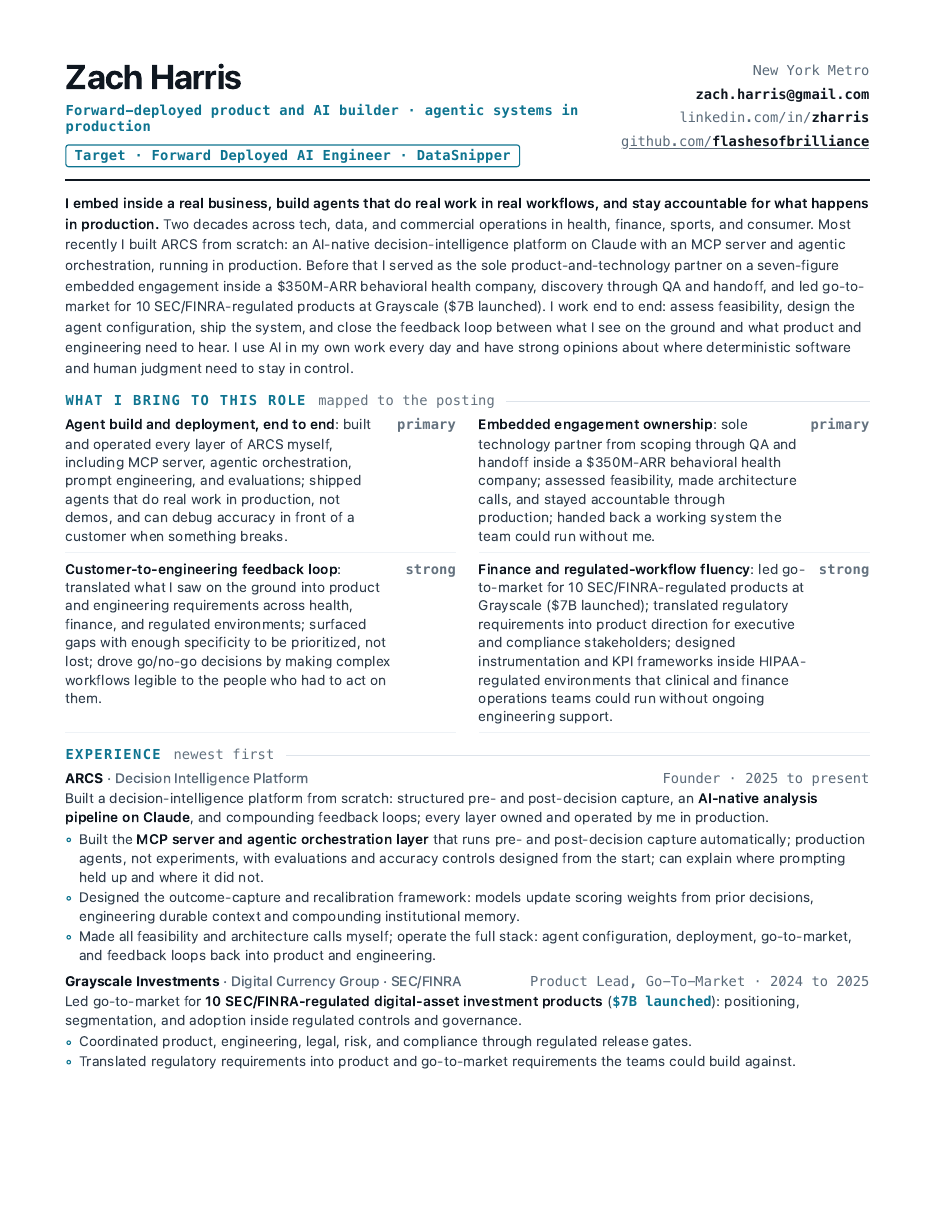 Zach Harris
Forward-deployed product and AI builder · agentic systems in
production
Target · Forward Deployed AI Engineer · DataSnipper
New York Metro
zach.harris@gmail.com
linkedin.com/in/zharris
github.com/flashesofbrilliance
I embed inside a real business, build agents that do real work in real workflows, and stay accountable for what happens
in production. Two decades across tech, data, and commercial operations in health, finance, sports, and consumer. Most
recently I built ARCS from scratch: an AI-native decision-intelligence platform on Claude with an MCP server and agentic
orchestration, running in production. Before that I served as the sole product-and-technology partner on a seven-figure
embedded engagement inside a $350M-ARR behavioral health company, discovery through QA and handoff, and led go-to-
market for 10 SEC/FINRA-regulated products at Grayscale ($7B launched). I work end to end: assess feasibility, design the
agent configuration, ship the system, and close the feedback loop between what I see on the ground and what product and
engineering need to hear. I use AI in my own work every day and have strong opinions about where deterministic software
and human judgment need to stay in control.
WHAT I BRING TO THIS ROLE mapped to the posting
Agent build and deployment, end to end: built primary
and operated every layer of ARCS myself,
including MCP server, agentic orchestration,
prompt engineering, and evaluations; shipped
agents that do real work in production, not
demos, and can debug accuracy in front of a
customer when something breaks.
Embedded engagement ownership: sole primary
technology partner from scoping through QA and
handoff inside a $350M-ARR behavioral health
company; assessed feasibility, made architecture
calls, and stayed accountable through
production; handed back a working system the
team could run without me.
Customer-to-engineering feedback loop: strong
translated what I saw on the ground into product
and engineering requirements across health,
finance, and regulated environments; surfaced
gaps with enough specificity to be prioritized, not
lost; drove go/no-go decisions by making complex
workflows legible to the people who had to act on
them.
Finance and regulated-workflow fluency: led go- strong
to-market for 10 SEC/FINRA-regulated products at
Grayscale ($7B launched); translated regulatory
requirements into product direction for executive
and compliance stakeholders; designed
instrumentation and KPI frameworks inside HIPAA-
regulated environments that clinical and finance
operations teams could run without ongoing
engineering support.
EXPERIENCE newest first
ARCS · Decision Intelligence Platform Founder · 2025 to present
Built a decision-intelligence platform from scratch: structured pre- and post-decision capture, an AI-native analysis
pipeline on Claude, and compounding feedback loops; every layer owned and operated by me in production.
Built the MCP server and agentic orchestration layer that runs pre- and post-decision capture automatically; production
agents, not experiments, with evaluations and accuracy controls designed from the start; can explain where prompting
held up and where it did not.
Designed the outcome-capture and recalibration framework: models update scoring weights from prior decisions,
engineering durable context and compounding institutional memory.
Made all feasibility and architecture calls myself; operate the full stack: agent configuration, deployment, go-to-market,
and feedback loops back into product and engineering.
Grayscale Investments · Digital Currency Group · SEC/FINRA Product Lead, Go-To-Market · 2024 to 2025
Led go-to-market for 10 SEC/FINRA-regulated digital-asset investment products ($7B launched): positioning,
segmentation, and adoption inside regulated controls and governance.
Coordinated product, engineering, legal, risk, and compliance through regulated release gates.
Translated regulatory requirements into product and go-to-market requirements the teams could build against.